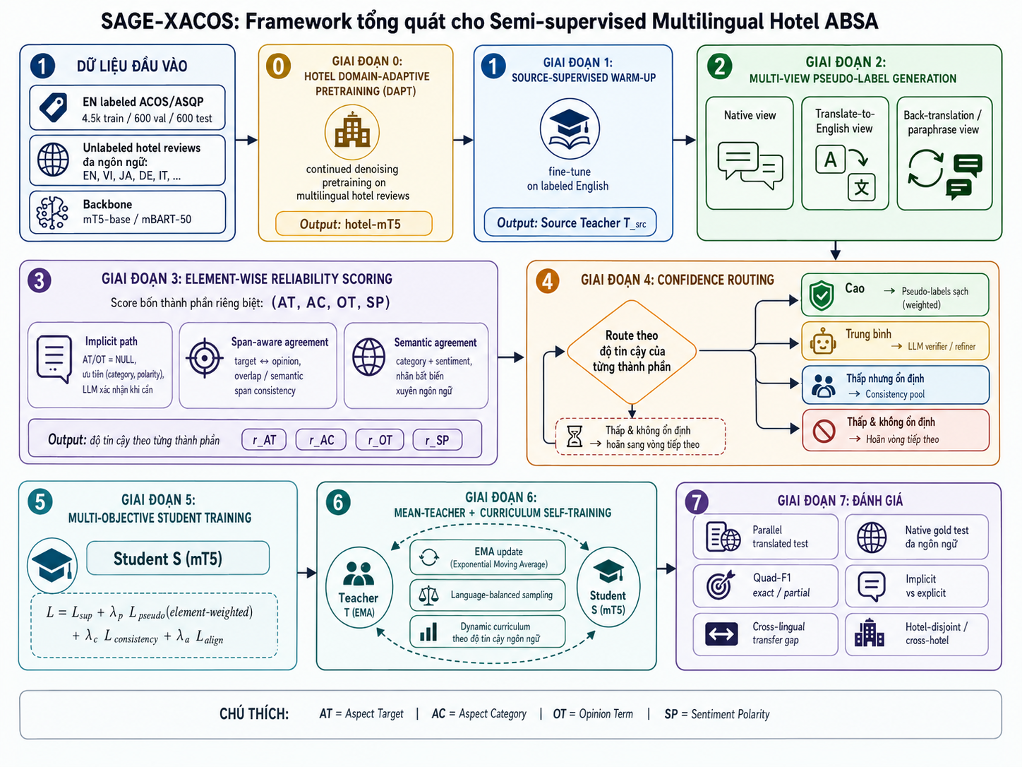 SAGE-XACOS: Framework tổng quát cho Semi-supervised Multilingual Hotel ABSA
1
DỮ LIỆU ĐẦU VÀO
EN labeled ACOS/ASQP
4.5k train / 600 val / 600 test
Unlabeled hotel reviews
đa ngôn ngữ:
EN, VI, JA, DE, IT, ...
Backbone
mT5-base / mBART-50
0
GIAI ĐOẠN 0:
HOTEL DOMAIN-ADAPTIVE
PRETRAINING (DAPT)
continued denoising
pretraining on
multilingual hotel reviews
Output: hotel-mT5
1
GIAI ĐOẠN 1:
SOURCE-SUPERVISED WARM-UP
fine-tune
on labeled English
Output: Source Teacher T_src
2
GIAI ĐOẠN 2:
MULTI-VIEW PSEUDO-LABEL GENERATION
Native view
Translate-to-
English view
A
文
Back-translation /
paraphrase view
3
GIAI ĐOẠN 3: ELEMENT-WISE RELIABILITY SCORING
Score bốn thành phần riêng biệt: (AT, AC, OT, SP)
Implicit path
AT/OT = NULL,
ưu tiên (category, polarity),
LLM xác nhận khi cần
Span-aware agreement
target ↔ opinion,
overlap / semantic
span consistency
Semantic agreement
category + sentiment,
nhãn bất biến
xuyên ngôn ngữ
Output: độ tin cậy theo từng thành phần
r_AT
r_AC
r_OT
r_SP
4
GIAI ĐOẠN 4: CONFIDENCE ROUTING
Route theo
độ tin cậy của
từng thành phần
Thấp & không ổn định
→ hoãn sang vòng tiếp theo
Cao → Pseudo-labels sạch
(weighted)
Trung bình
→ LLM verifier / refiner
Thấp nhưng ổn định
→ Consistency pool
Thấp & không ổn định
→ Hoãn vòng tiếp theo
5
GIAI ĐOẠN 5:
MULTI-OBJECTIVE STUDENT TRAINING
Student S (mT5)
L = L_sup + λ_p L_pseudo(element-weighted)
+ λ_c L_consistency + λ_a L_align
6
GIAI ĐOẠN 6:
MEAN-TEACHER + CURRICULUM SELF-TRAINING
Teacher
T (EMA)
EMA update
(Exponential Moving Average)
Language-balanced sampling
Dynamic curriculum
theo độ tin cậy ngôn ngữ
Student
S (mT5)
7
GIAI ĐOẠN 7: ĐÁNH GIÁ
Parallel
translated test
Native gold test
đa ngôn ngữ
Quad-F1
exact / partial
Implicit
vs explicit
Cross-lingual
transfer gap
Hotel-disjoint /
cross-hotel
CHÚ THÍCH: AT = Aspect Target | AC = Aspect Category | OT = Opinion Term | SP = Sentiment Polarity